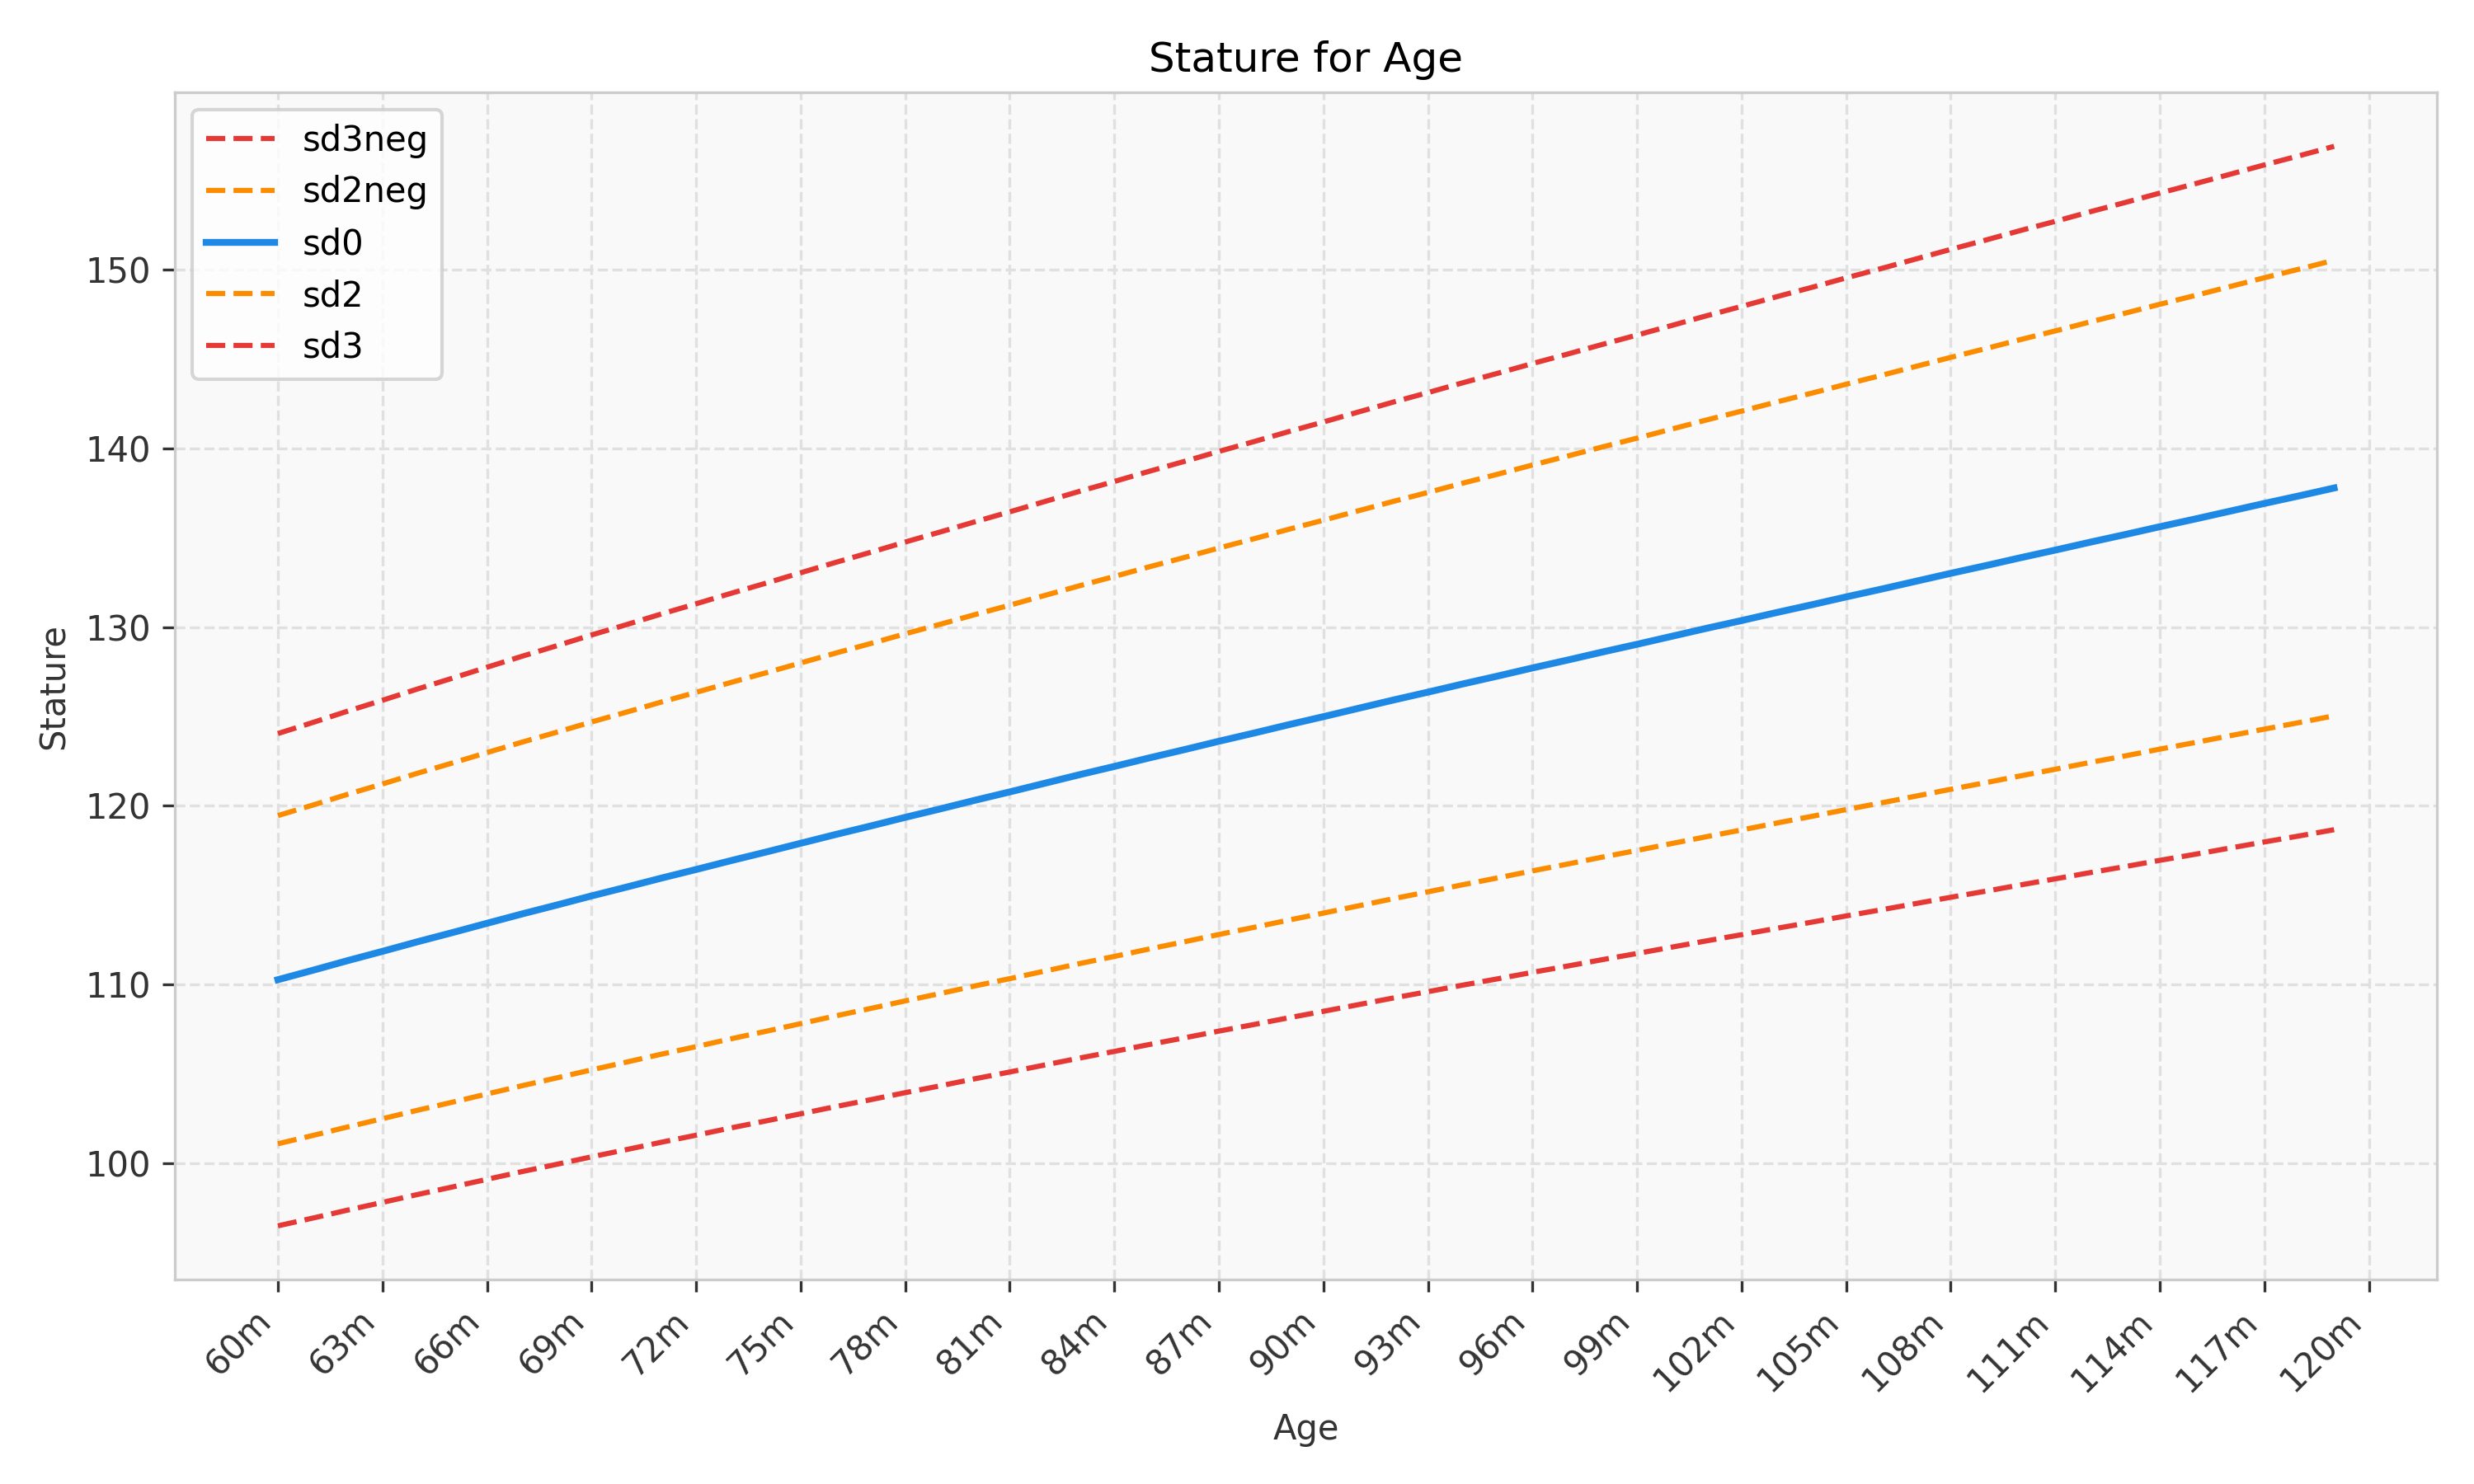 Stature for Age
sd3neg
sd2neg
sd0
sd2
sd3
150
140
130
120
110
100
Stature
60m
63m
66m
69m
72m
75m
78m
81m
84m
87m
90m
93m
96m
99m
102m
105m
108m
111m
114m
117m
120m
Age